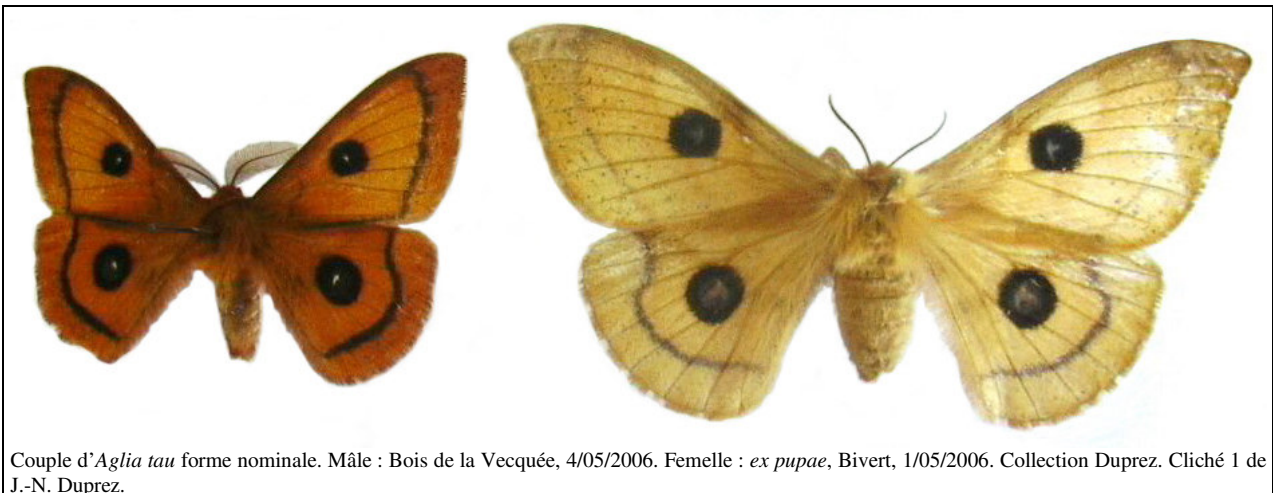 Couple d'Aglia tau forme nominale. Mâle : Bois de la Vecquée, 4/05/2006. Femelle : ex pupae, Bivert, 1/05/2006. Collection Duprez. Cliché 1 de
J.-N. Duprez.